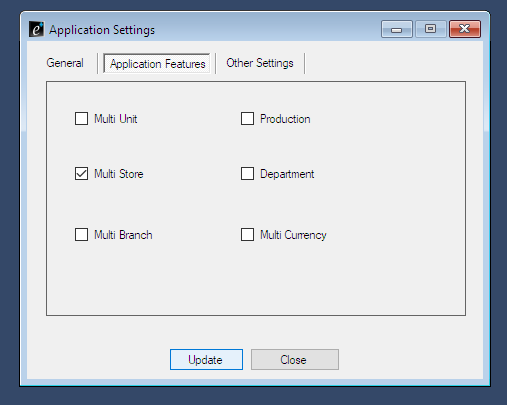 e Application Settings
General Application Features Other Settings
Multi Unit Production
Multi Store Department
Multi Branch Multi Currency
Update Close